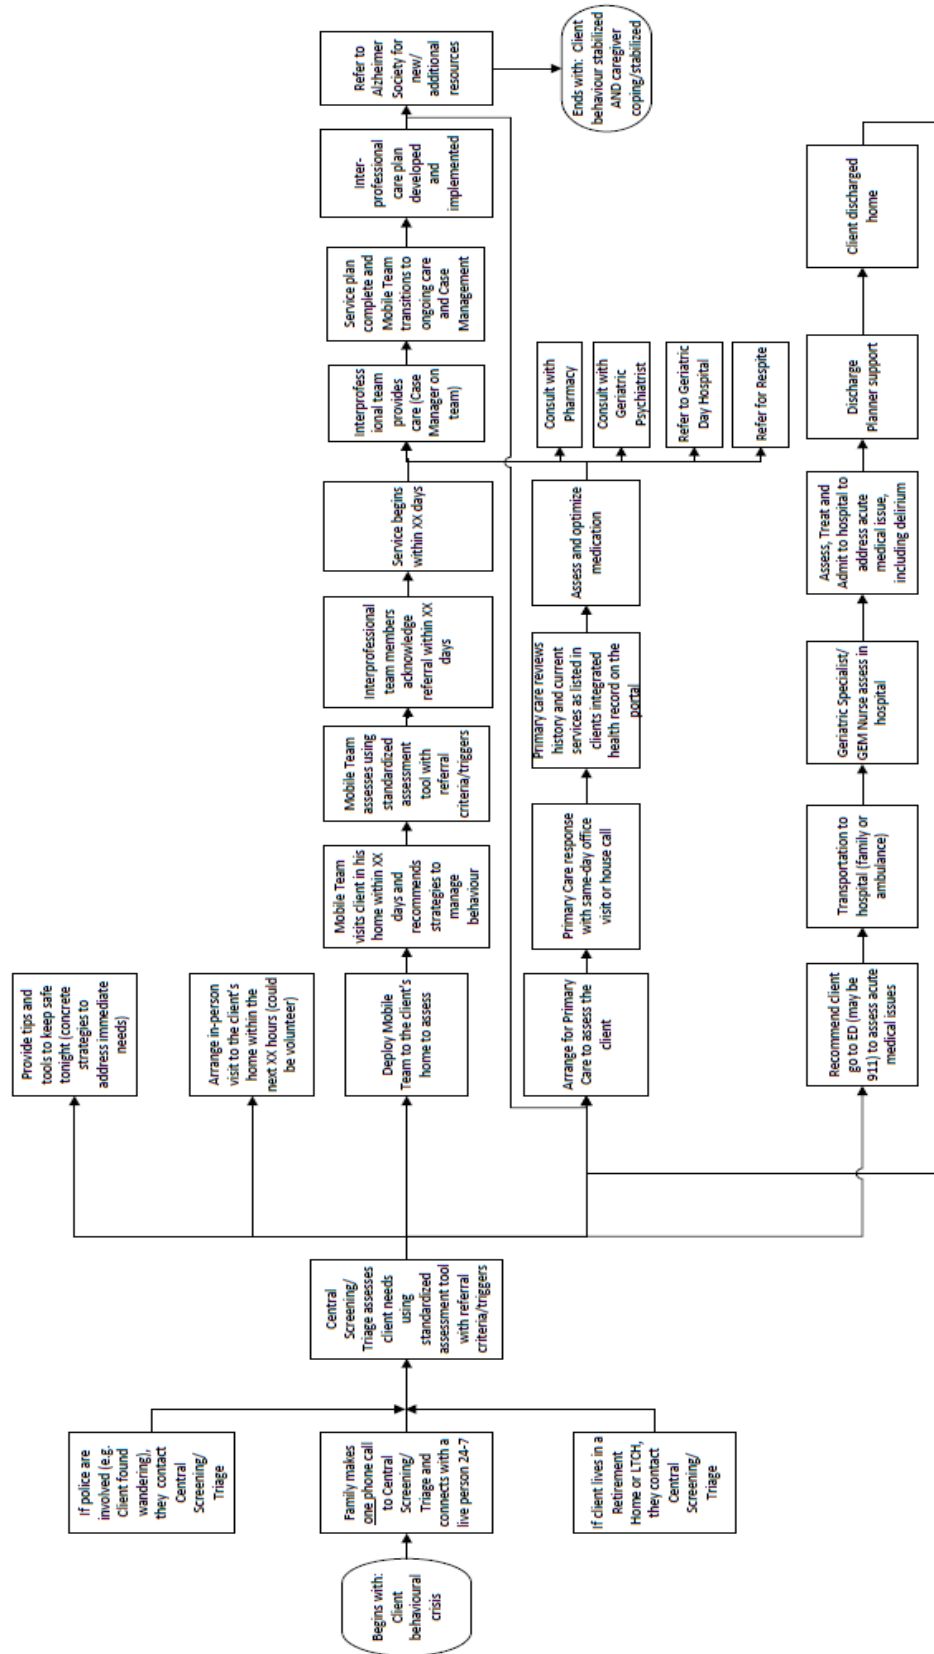 Begins with:
Client
behavioural
crisis
If police are
involved (e.g.
Client found
wandering),
they contact
Central
Screening/
Triage
Family makes
one phone call
to Central
Screening/
Triage and
connects with a
live person 24-7
If client lives in a
Retirement
Home or LTCH,
they contact
Central
Screening/
Triage
Central
Screening/
Triage assesses
client needs
using
standardized
assessment tool
with referral
criteria/triggers
Provide tips and
tools to keep safe
tonight (concrete
strategies to
address immediate
needs)
Arrange in-person
visit to the client's
home within the
next XX hours (could
be volunteer)
Deploy Mobile
Team to the client's
home to assess
Mobile Team
visits client in his
home within XX
days and
recommends
strategies to
manage
behaviour
Mobile Team
assesses using
standardized
assessment
tool with
referral
criteria/triggers
Interprofessional
team members
acknowledge
referral within XX
days
Service begins
within XX days
Interprofess
ional team
provides
care (Case
Manager on
team)
Service plan
complete and
Mobile Team
transitions to
ongoing care
and Case
Management
Inter-
professional
care plan
developed
and
implemented
Refer to
Alzheimer
Society for
new/
additional
resources
Ends with: Client
behaviour stabilized
AND caregiver
coping/stabilized
Arrange for Primary
Care to assess the
client
Primary Care response
with same-day office
visit or house call
Primary care reviews
history and current
services as listed in
clients integrated
health record on the
portal
Assess and optimize
medication
Consult with
Pharmacy
Consult with
Geriatric
Psychiatrist
Refer to Geriatric
Day Hospital
Refer for Respite
Recommend client
go to ED (may be
911) to assess acute
medical issues
Transportation to
hospital (family or
ambulance)
Geriatric Specialist/
GEM Nurse assess in
hospital
Assess, Treat and
Admit to hospital to
address acute
medical issue,
including delirium
Discharge
Planner support
Client discharged
home